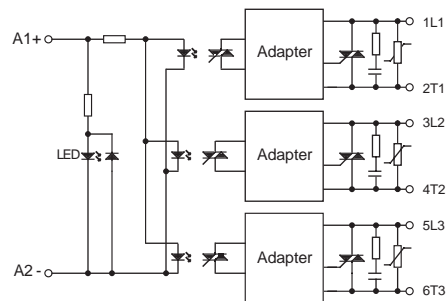 A1+
1L1
Adapter
2T1
3L2
LED
Adapter
4T2
5L3
Adapter
A2 -
6T3